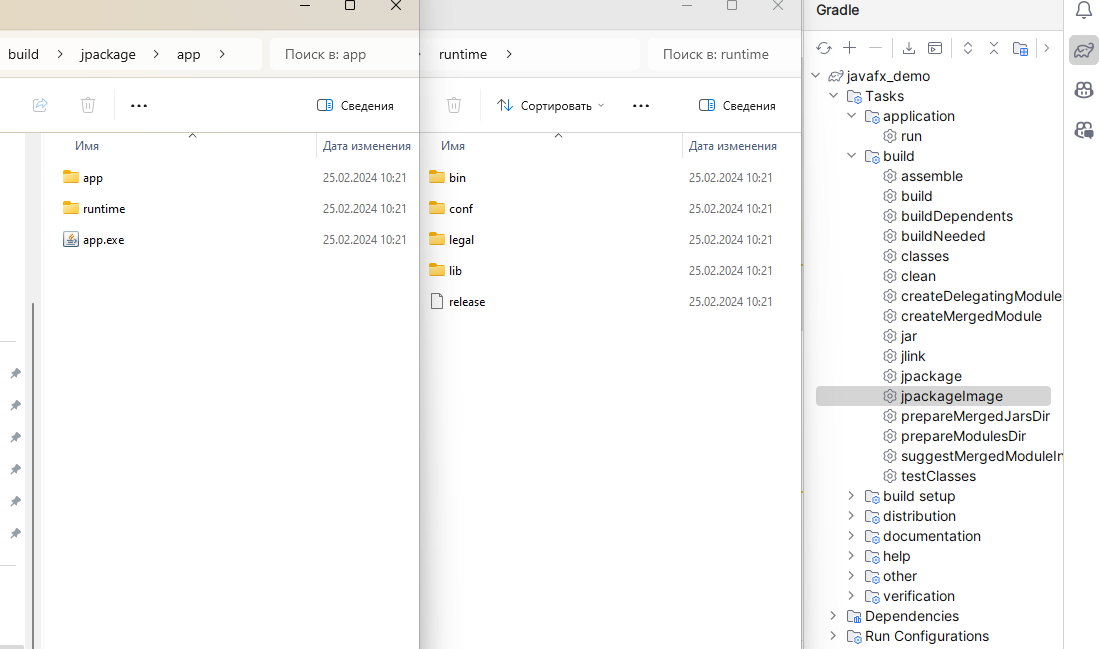 build > jpackage > app >
Поиск в: app
Сведения
Имя
Дата изменения
app
25.02.2024 10:21
runtime
25.02.2024 10:21
app.exe
25.02.2024 10:21
runtime >
Поиск в: runtime
Сортировать
Сведения
Имя
Дата изменения
bin
25.02.2024 10:21
conf
25.02.2024 10:21
legal
25.02.2024 10:21
lib
25.02.2024 10:21
release
25.02.2024 10:21
Gradle
javafx_demo
Tasks
application
run
build
assemble
build
buildDependents
buildNeeded
classes
clean
createDelegatingModule
createMergedModule
jar
jlink
jpackage
jpackageImage
prepareMergedJarsDir
prepareModulesDir
suggestMergedModuleIn
testClasses
build setup
distribution
documentation
help
other
verification
Dependencies
Run Configurations